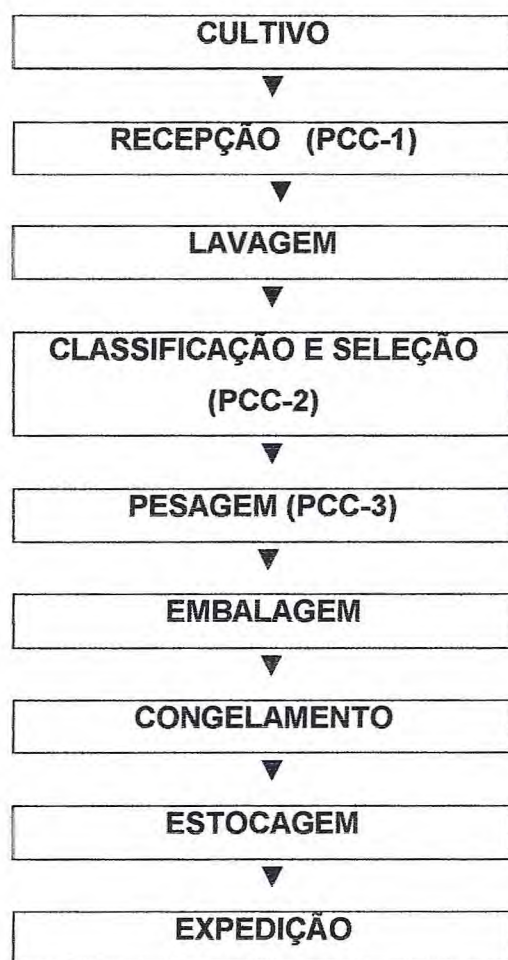 CULTIVO
RECEPÇÃO (PCC-1)
LAVAGEM
CLASSIFICAÇÃO E SELEÇÃO
(PCC-2)
PESAGEM (PCC-3)
EMBALAGEM
CONGELAMENTO
ESTOCAGEM
EXPEDIÇÃO